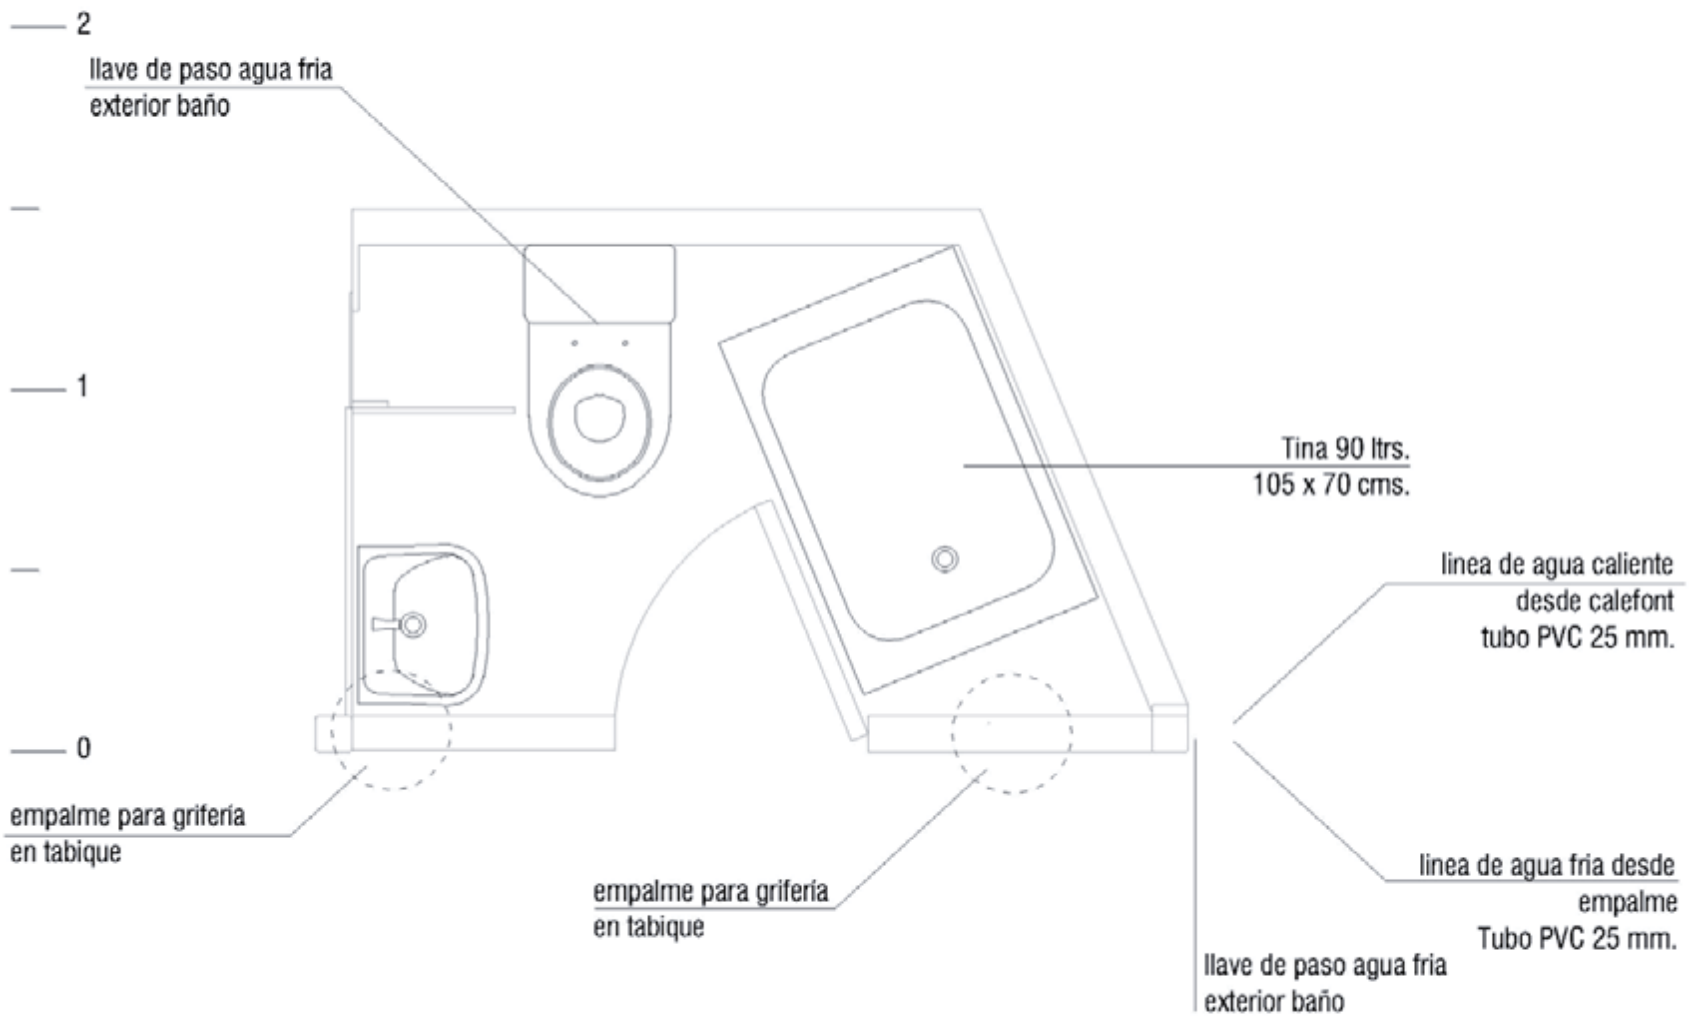 2
llave de paso agua fria
exterior baño
1
Tina 90 ltrs.
105 x 70 cms.
linea de agua caliente
desde calefont
tubo PVC 25 mm.
0
empalme para grifería
en tabique
empalme para grifería
en tabique
linea de agua fria desde
empalme
Tubo PVC 25 mm.
llave de paso agua fria
exterior baño